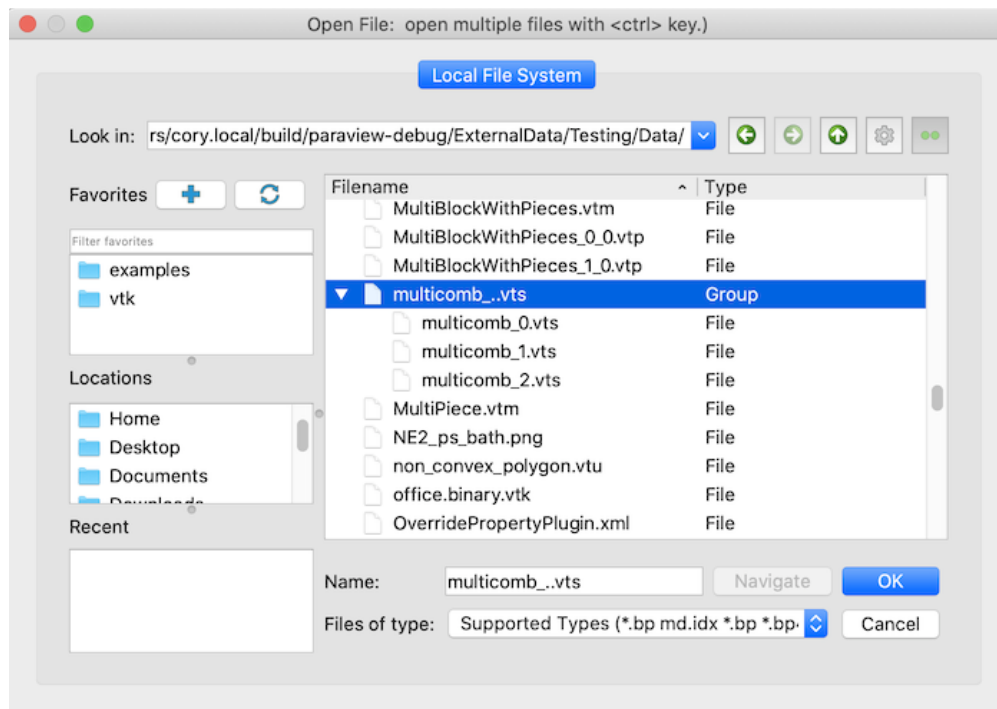 Open File:  open multiple files with <ctrl> key.)
Local File System
Look in: rs/cory.local/build/paraview-debug/ExternalData/Testing/Data/
Favorites
Filter favorites
examples
vtk
Locations
Home
Desktop
Documents
Downloads
Recent
Filename Type
MultiBlockWithPieces.vtm File
MultiBlockWithPieces_0_0.vtp File
MultiBlockWithPieces_1_0.vtp File
multicomb_..vts Group
multicomb_0.vts File
multicomb_1.vts File
multicomb_2.vts File
MultiPiece.vtm File
NE2_ps_bath.png File
non_convex_polygon.vtu File
office.binary.vtk File
OverridePropertyPlugin.xml File
Name: multicomb_..vts Navigate OK
Files of type: Supported Types (*.bp md.idx *.bp *.bp Cancel